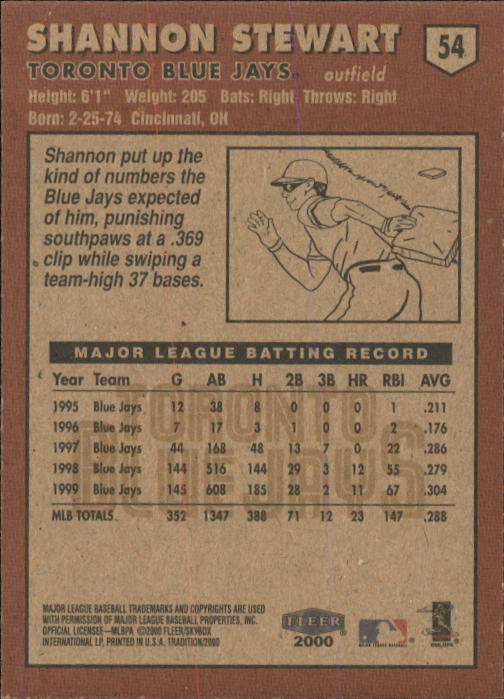 SHANNON STEWART
54
TORONTO BLUE JAYS outfield
Height: 6'1" Weight: 205 Bats: Right Throws: Right
Born: 2-25-74 Cincinnati, OH
Shannon put up the
kind of numbers the
Blue Jays expected
of him, punishing
southpaws at a .369
clip while swiping a
team-high 37 bases.
MAJOR LEAGUE BATTING RECORD
Year Team G AB H 2B 3B HR RBI AVG
1995 Blue Jays 12 38 8 0 0 0 1 .211
1996 Blue Jays 7 17 3 1 0 0 2 .176
1997 Blue Jays 44 168 48 13 7 0 22 .286
1998 Blue Jays 144 516 144 29 3 12 55 .279
1999 Blue Jays 145 608 185 28 2 11 67 .304
MLB TOTALS 352 1347 388 71 12 23 147 .288
TORONTO
BLUE JAYS
MAJOR LEAGUE BASEBALL TRADEMARKS AND COPYRIGHTS ARE USED
WITH PERMISSION OF MAJOR LEAGUE BASEBALL PROPERTIES, INC.
OFFICIAL LICENSEE—MLBPA ©2000 FLEER/SKYBOX
INTERNATIONAL LP. PRINTED IN U.S.A. TRADITION/2000
FLEER
2000
MAJOR LEAGUE BASEBALL